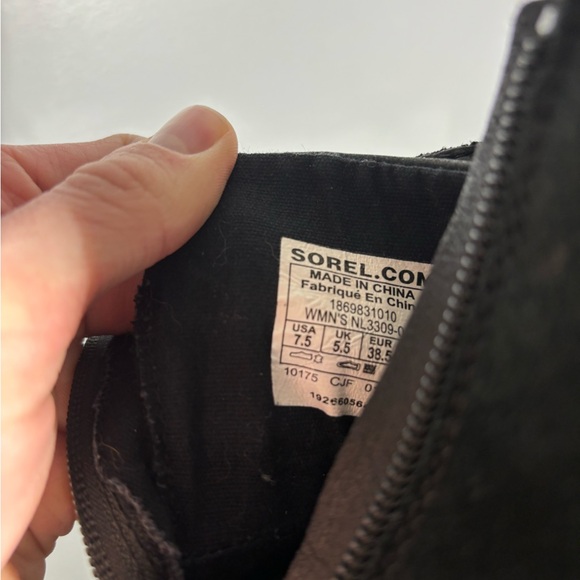 SOREL.COM
MADE IN CHINA
Fabriqué En Chin
1869831010
WMN'S NL3309-0
USA UK EUR
7.5 5.5 38.5
10175 CJF 0
19266056